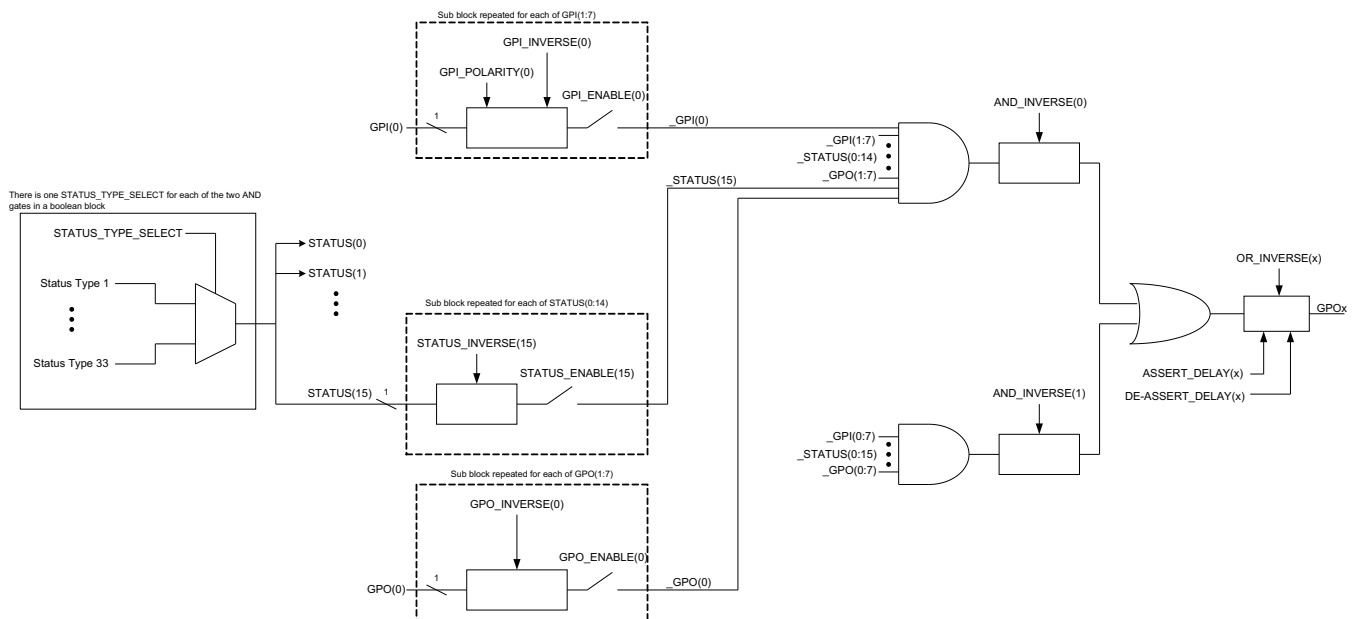 Sub block repeated for each of GPI(1:7)
GPI_INVERSE(0)
GPI_POLARITY(0)
GPI_ENABLE(0)
GPI(0)
1
_GPI(0)
AND_INVERSE(0)
_GPI(1:7)
_STATUS(0:14)
_GPO(1:7)
_STATUS(15)
There is one STATUS_TYPE_SELECT for each of the two AND
gates in a boolean block
STATUS_TYPE_SELECT
Status Type 1
Status Type 33
STATUS(0)
STATUS(1)
Sub block repeated for each of STATUS(0:14)
STATUS_INVERSE(15)
STATUS_ENABLE(15)
STATUS(15)
1
OR_INVERSE(x)
GPOx
ASSERT_DELAY(x)
DE-ASSERT_DELAY(x)
AND_INVERSE(1)
_GPI(0:7)
_STATUS(0:15)
_GPO(0:7)
Sub block repeated for each of GPO(1:7)
GPO_INVERSE(0)
GPO_ENABLE(0)
GPO(0)
1
_GPO(0)